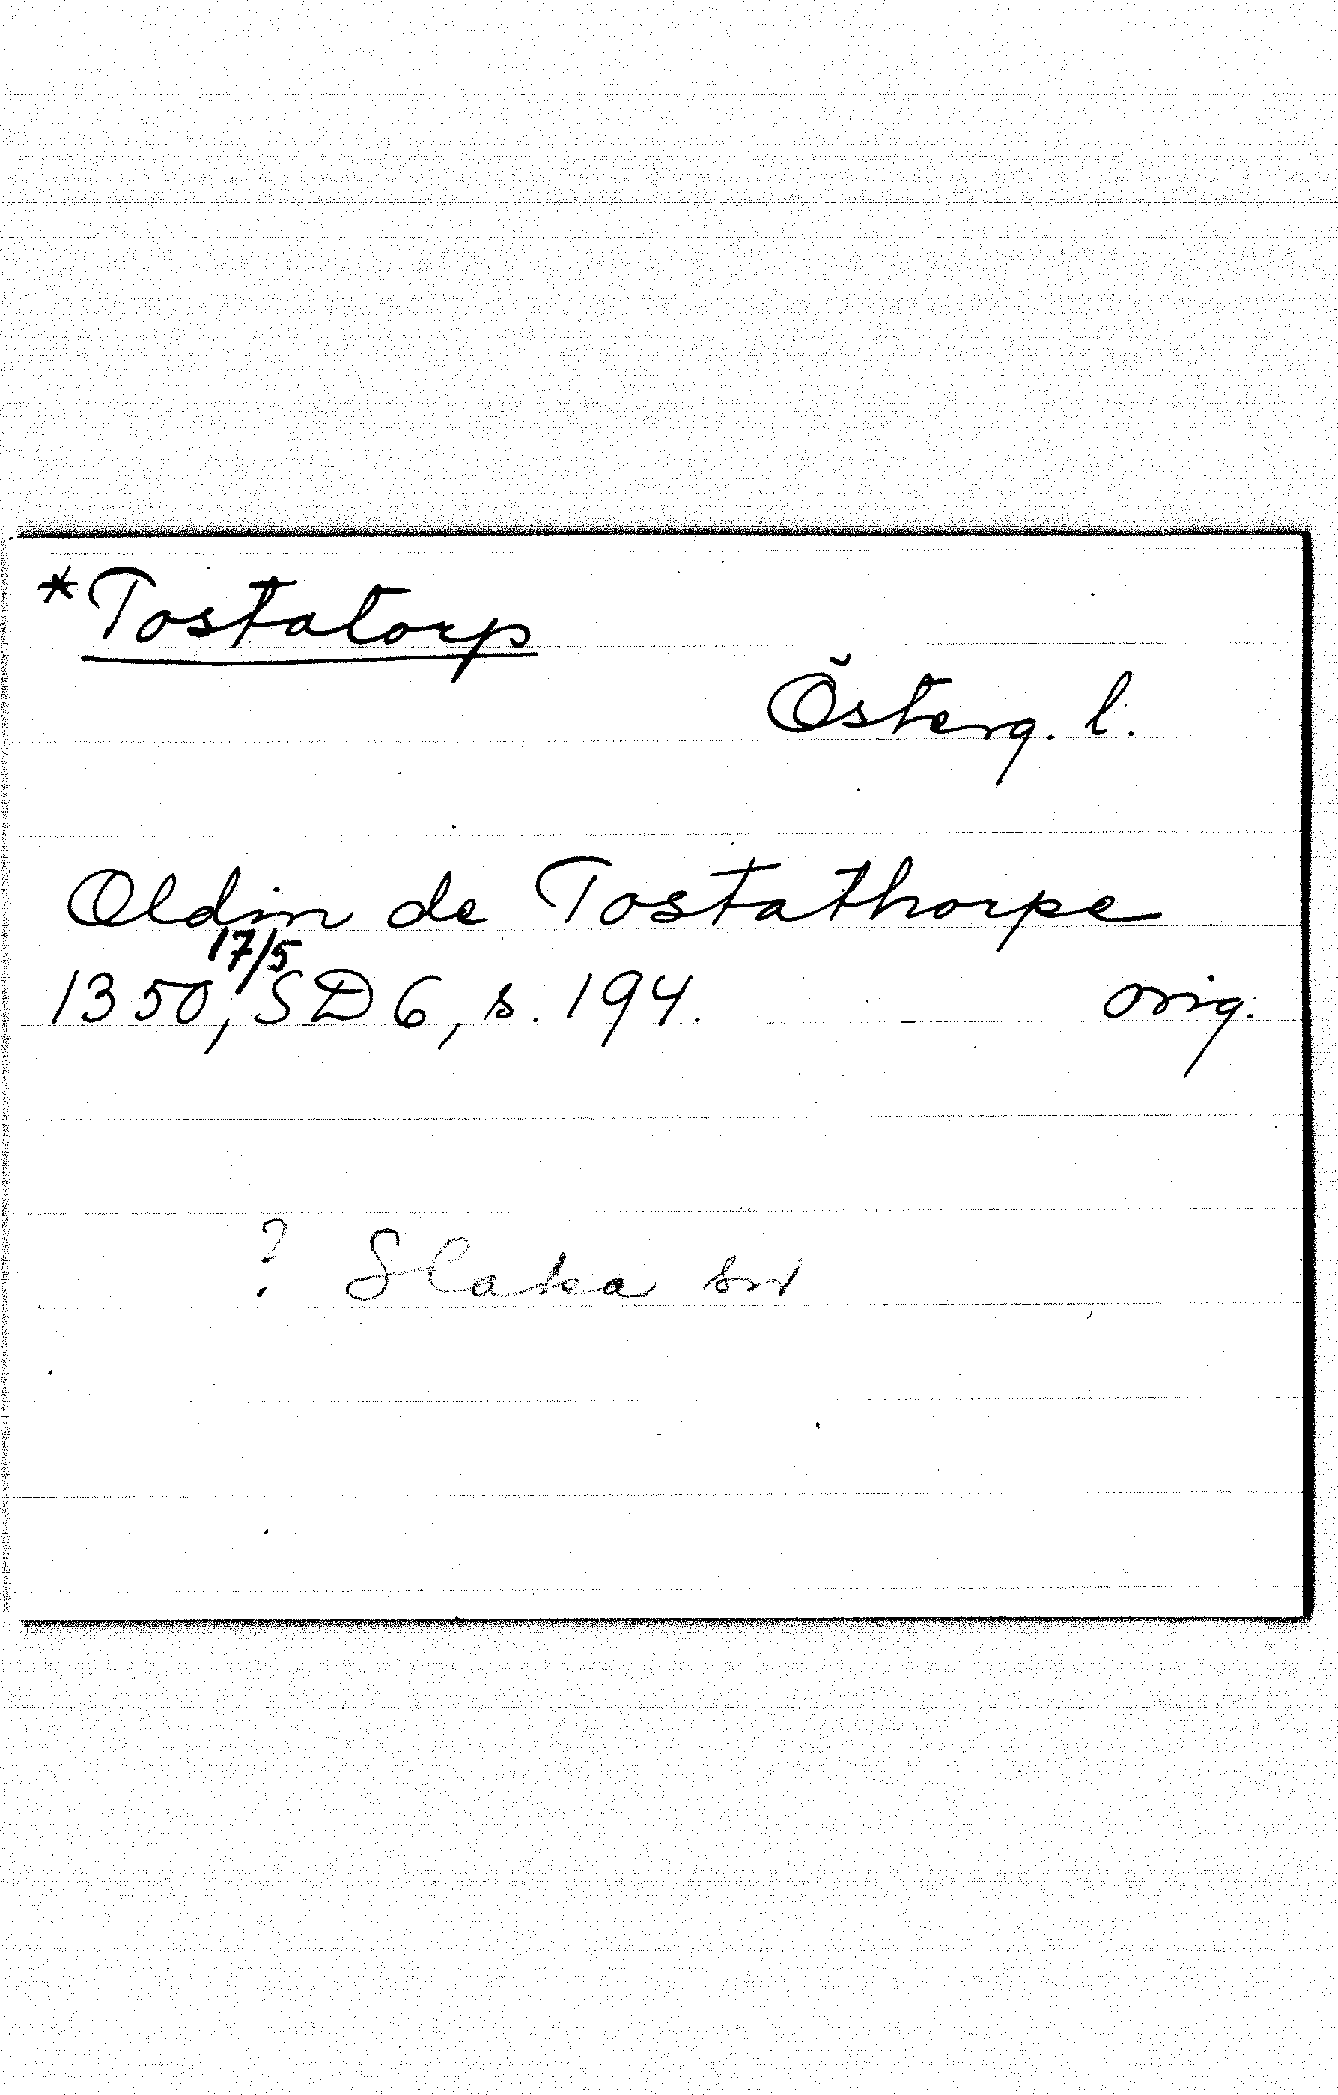 *Tostatorp
Österg. l.
Oldin de Tostathorpe
1350, 17/5 SD 6, s. 194. orig.
? Slaka sn